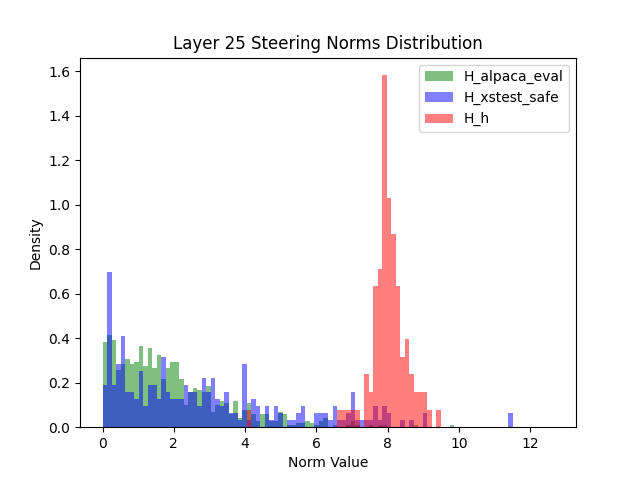 Layer 25 Steering Norms Distribution
H_alpaca_eval
H_xstest_safe
H_h
Density
1.6
1.4
1.2
1.0
0.8
0.6
0.4
0.2
0.0
0 2 4 6 8 10 12
Norm Value